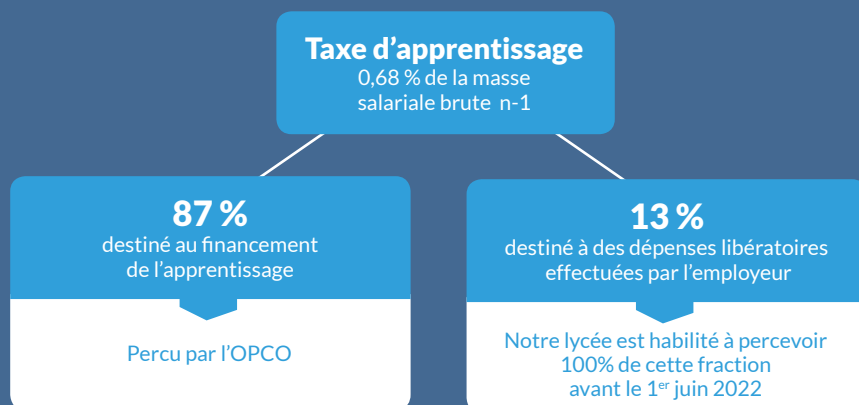 Taxe d'apprentissage
0,68 % de la masse
salariale brute n-1
87 %
destiné au financement
de l'apprentissage
Percu par l'OPCO
13 %
destiné à des dépenses libératoires
effectuées par l'employeur
Notre lycée est habilité à percevoir
100% de cette fraction
avant le 1er juin 2022